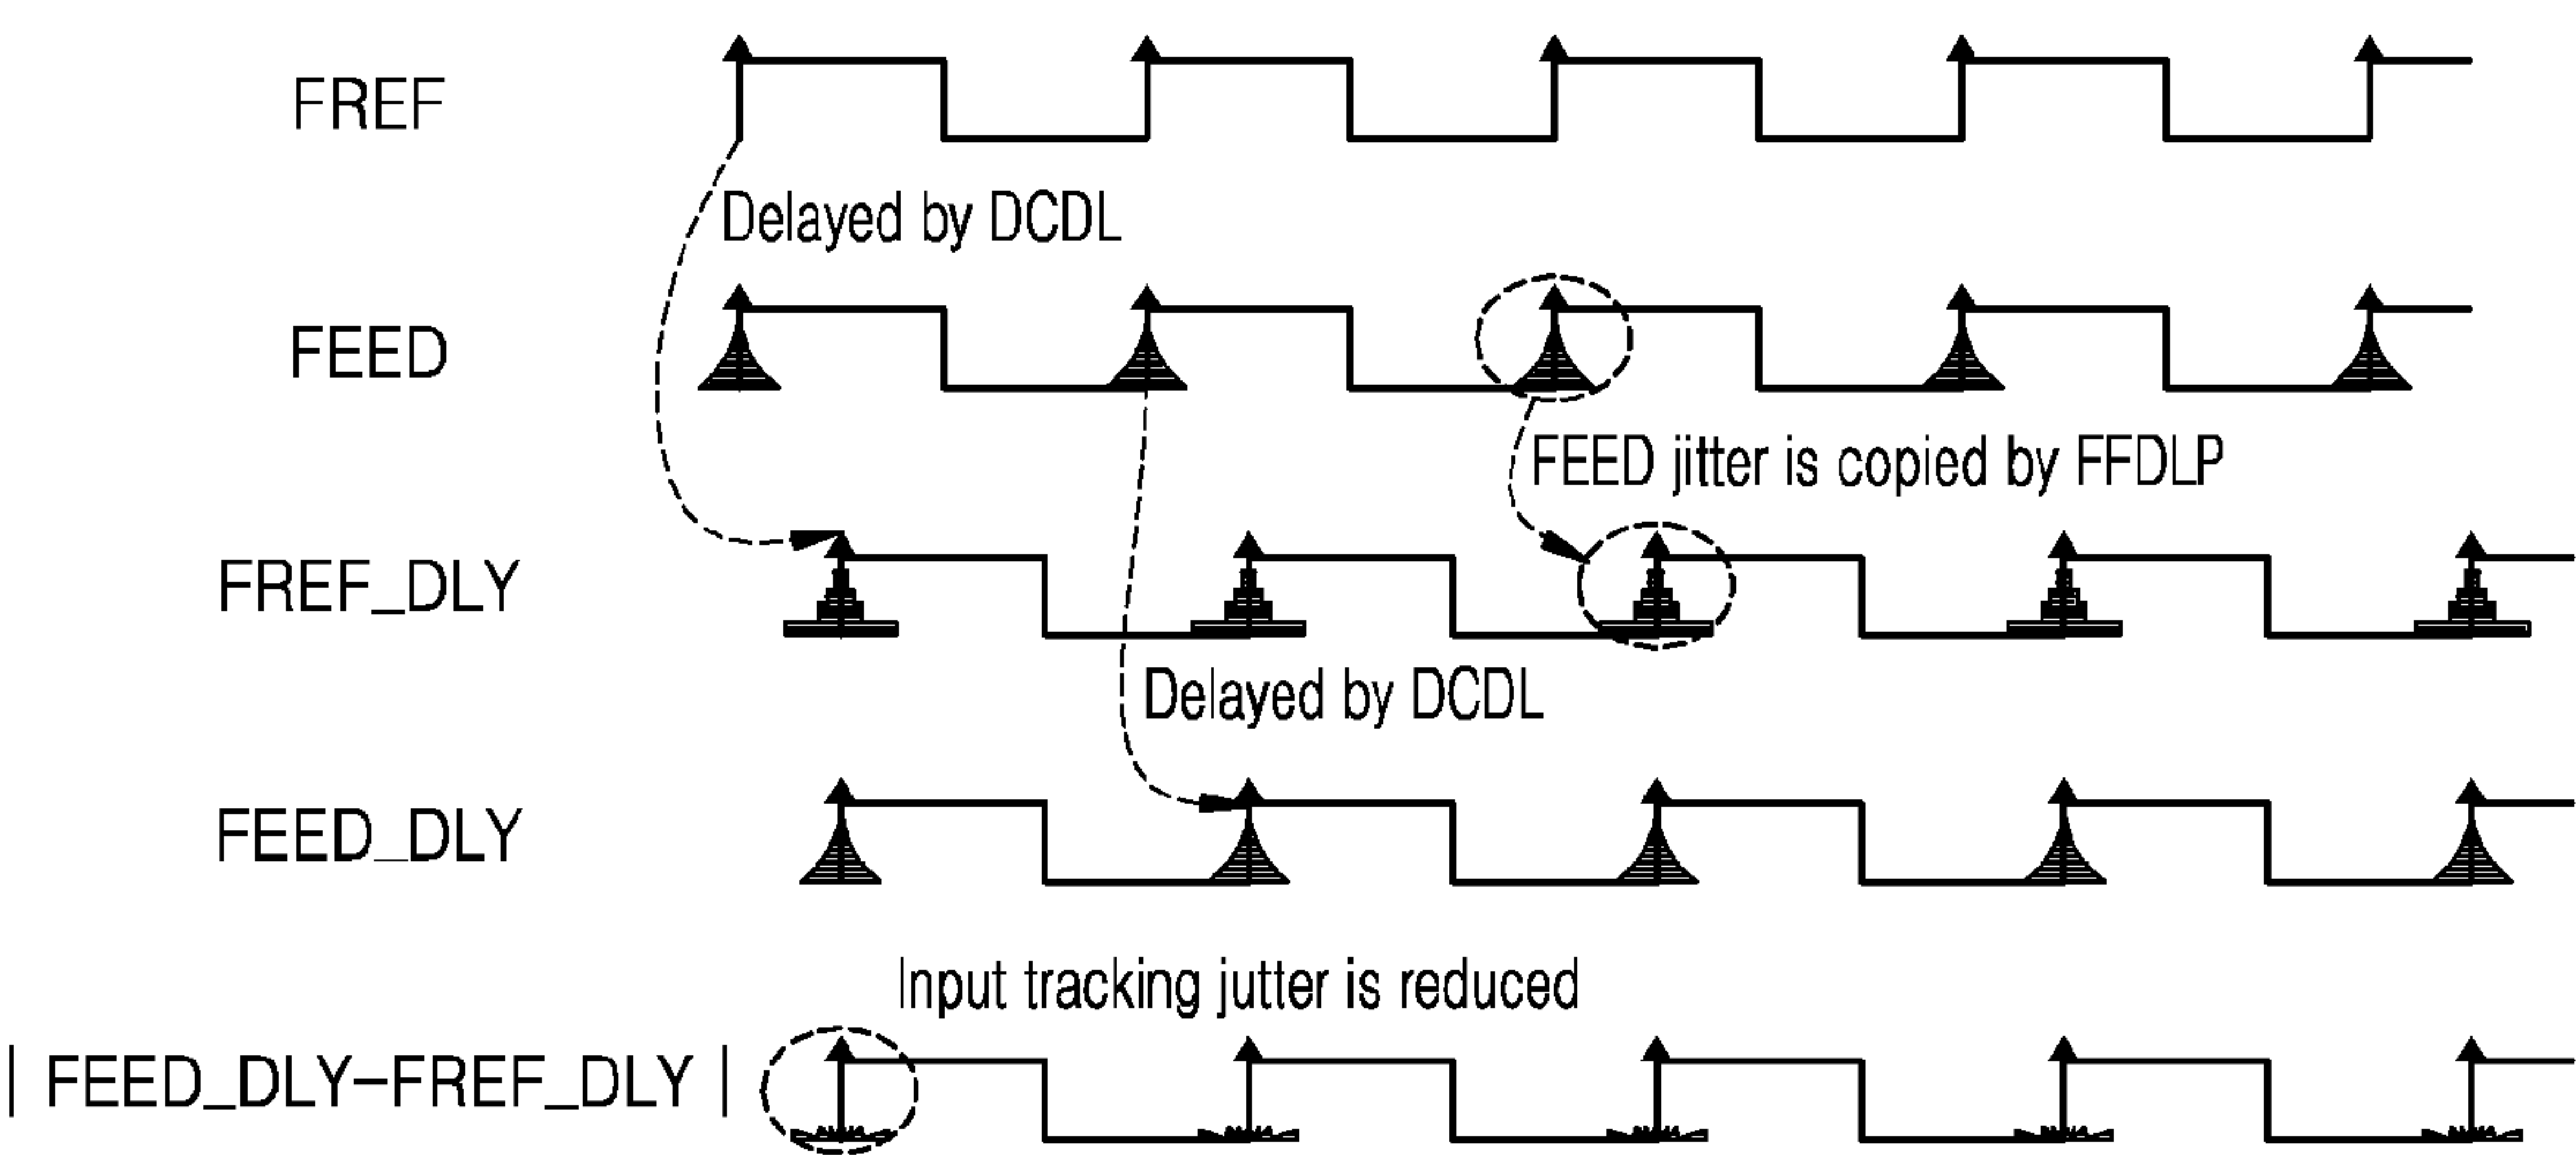 FREF
Delayed by DCDL
FEED
FEED jitter is copied by FFDLP
FREF_DLY
Delayed by DCDL
FEED_DLY
Input tracking jutter is reduced
| FEED_DLY–FREF_DLY |